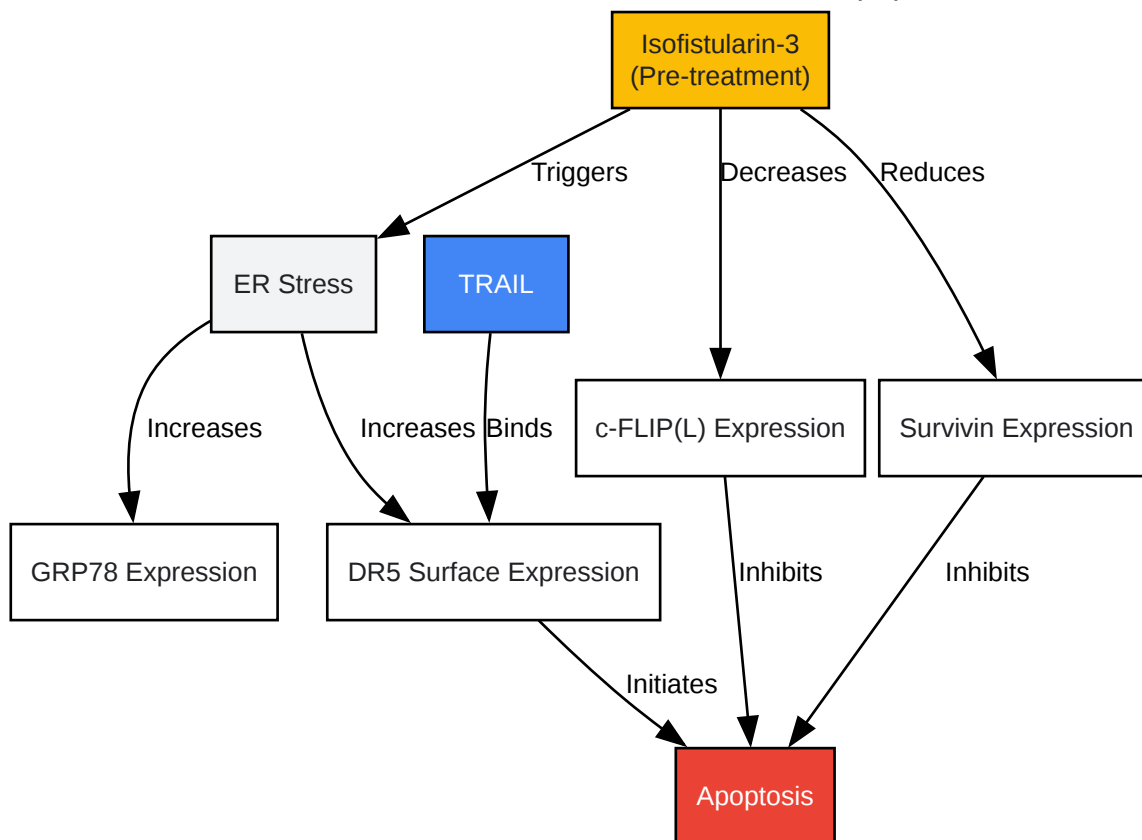 Isofistularin-3
(Pre-treatment)
Triggers
Decreases
Reduces
ER Stress
TRAIL
Increases
Increases
Binds
c-FLIP(L) Expression
Survivin Expression
GRP78 Expression
DR5 Surface Expression
Inhibits
Inhibits
Initiates
Apoptosis